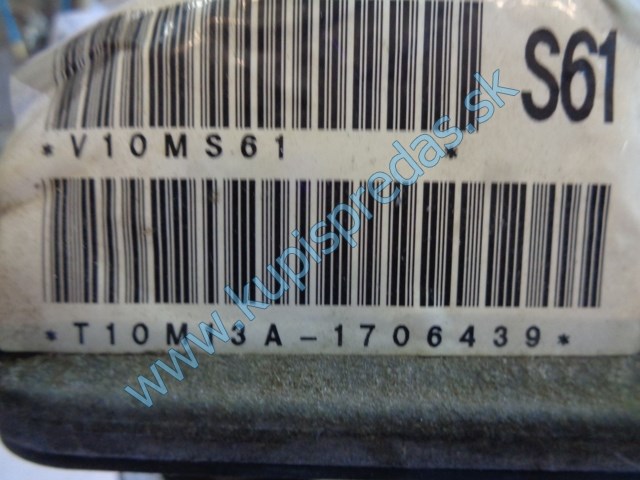 S61
*V10MS61 *
*T10M 3A-1706439*
www.kupispredas.sk